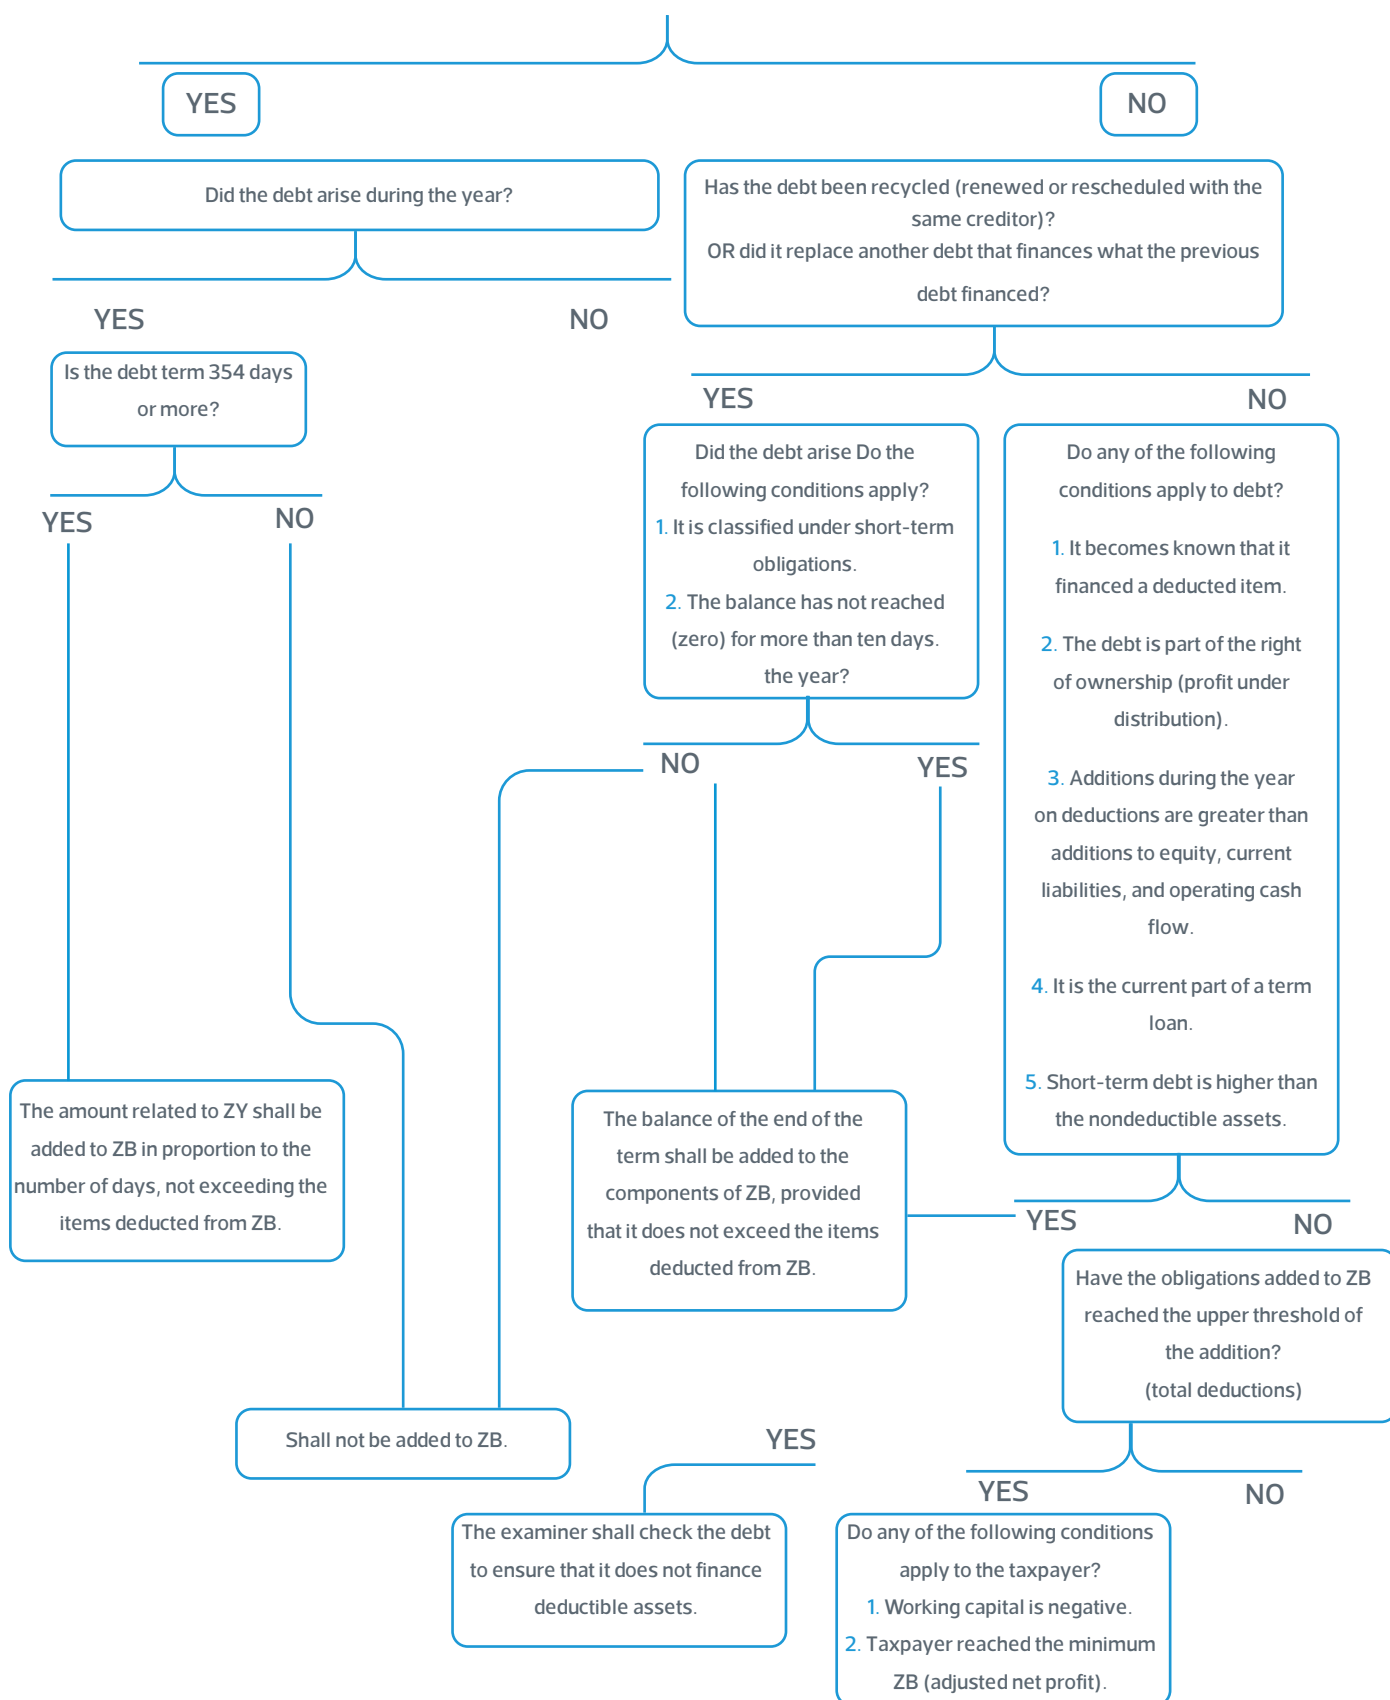 YES
NO
Did the debt arise during the year?
Has the debt been recycled (renewed or rescheduled with the
same creditor)?
OR did it replace another debt that finances what the previous
debt financed?
YES
NO
Is the debt term 354 days
or more?
YES
NO
YES
NO
Did the debt arise Do the
following conditions apply?
1. It is classified under short-term
obligations.
2. The balance has not reached
(zero) for more than ten days.
the year?
Do any of the following
conditions apply to debt?
1. It becomes known that it
financed a deducted item.
2. The debt is part of the right
of ownership (profit under
distribution).
3. Additions during the year
on deductions are greater than
additions to equity, current
liabilities, and operating cash
flow.
4. It is the current part of a term
loan.
5. Short-term debt is higher than
the nondeductible assets.
NO
YES
The amount related to ZY shall be
added to ZB in proportion to the
number of days, not exceeding the
items deducted from ZB.
The balance of the end of the
term shall be added to the
components of ZB, provided
that it does not exceed the items
deducted from ZB.
YES
NO
Have the obligations added to ZB
reached the upper threshold of
the addition?
(total deductions)
Shall not be added to ZB.
YES
YES
NO
The examiner shall check the debt
to ensure that it does not finance
deductible assets.
Do any of the following conditions
apply to the taxpayer?
1. Working capital is negative.
2. Taxpayer reached the minimum
ZB (adjusted net profit).